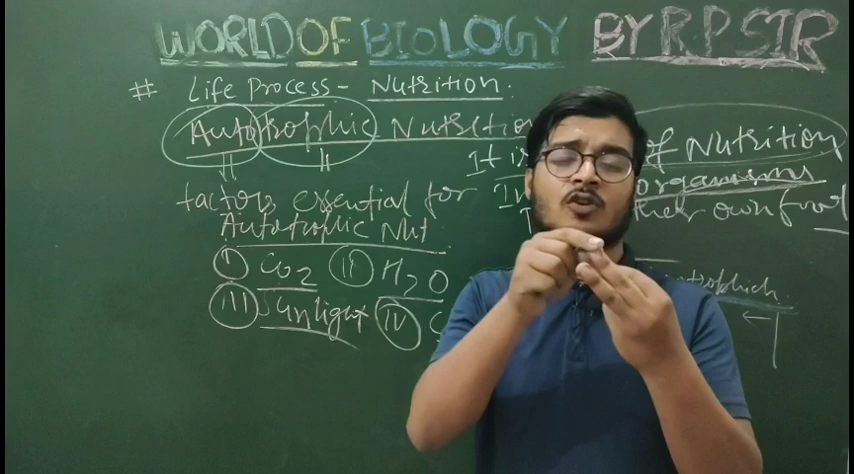 WORLD OF BIOLOGY BY R P SIR
# Life Process - Nutrition:
Autotrophic Nutrition
It is of Nutrition
In organisms
their own food
factors essential for
Autotrophic Nut
(i) CO2 (ii) H2O
(iii) Sunlight (iv) C